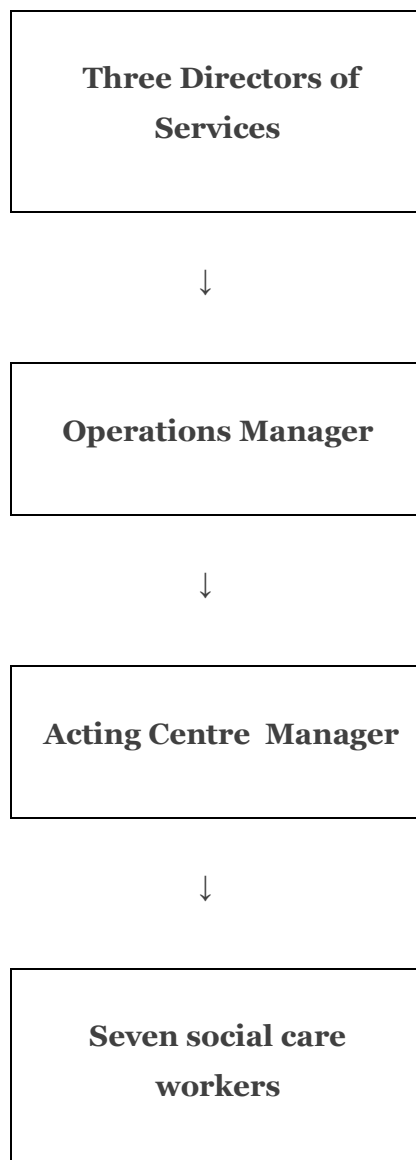 Three Directors of
Services
↓
Operations Manager
↓
Acting Centre  Manager
↓
Seven social care
workers